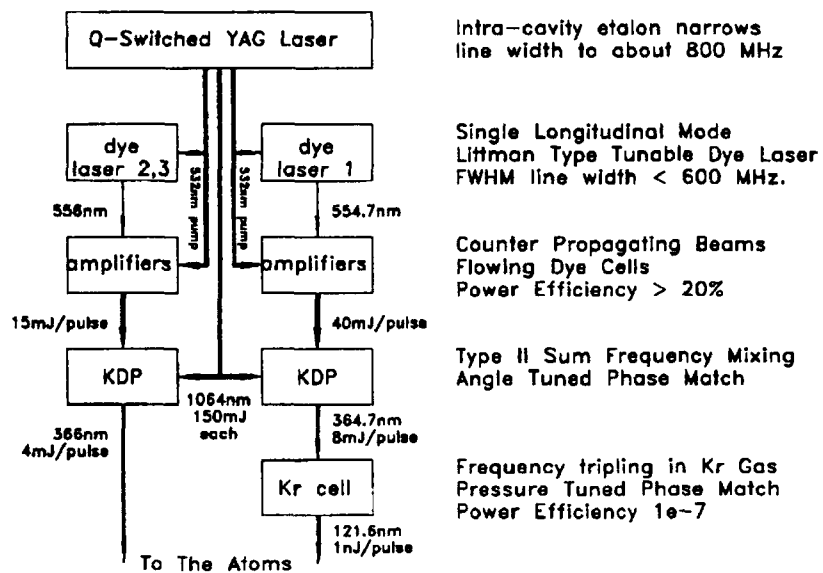 Q-Switched YAG Laser
Intra-cavity etalon narrows
line width to about 800 MHz
dye
laser 2,3
dye
laser 1
532nm pump
532nm pump
Single Longitudinal Mode
Littman Type Tunable Dye Laser
FWHM line width < 600 MHz.
556nm
554.7nm
amplifiers
amplifiers
Counter Propagating Beams
Flowing Dye Cells
Power Efficiency > 20%
15mJ/pulse
40mJ/pulse
KDP
KDP
Type II Sum Frequency Mixing
Angle Tuned Phase Match
1064nm
150mJ
each
366nm
4mJ/pulse
364.7nm
8mJ/pulse
Kr cell
Frequency tripling in Kr Gas
Pressure Tuned Phase Match
Power Efficiency 1e-7
121.6nm
1nJ/pulse
To The Atoms